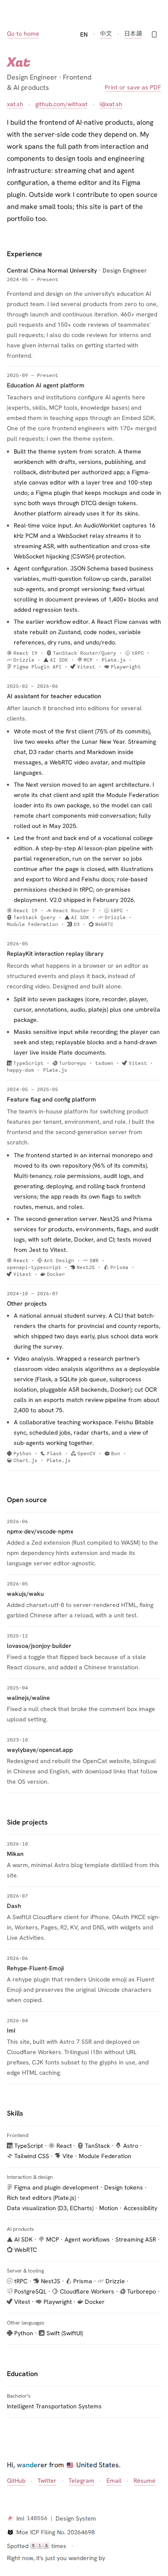 Go to home
EN · 中文 · 日本語
Xat
Design Engineer · Frontend
& AI products
Print or save as PDF
xat.sh · github.com/withxat · i@xat.sh
I build the frontend of AI-native products, along
with the server-side code they depend on. My
work spans the full path from interaction and
component engineering to the supporting
infrastructure: the streaming and agent
configuration, a theme editor and its Figma
plugin. Outside work I contribute to open source
and make small tools; this site is part of the
portfolio too.
Experience
Central China Normal University · Design Engineer
2024-05 – Present
Frontend and design on the university's education AI
product team. I led several products from zero to one,
through launch and continuous iteration. 460+ merged
pull requests and 150+ code reviews of teammates'
pull requests; I also do code reviews for interns and
have given internal talks on getting started with
frontend.
2025-09 – Present
Education AI agent platform
Teachers and institutions configure AI agents here
(experts, skills, MCP tools, knowledge bases) and
embed them in teaching apps through an Embed SDK.
One of the core frontend engineers with 170+ merged
pull requests; I own the theme system.
• Built the theme system from scratch. A theme
workbench with drafts, versions, publishing, and
rollback, distributed per authorized app; a Figma-
style color editor with a layer tree and 100-step
undo; a Figma plugin that keeps mockups and code in
sync both ways through DTCG design tokens.
Another platform already uses it for its skins.
• Real-time voice input. An AudioWorklet captures 16
kHz PCM and a WebSocket relay streams it to the
streaming ASR, with authentication and cross-site
WebSocket hijacking (CSWSH) protection.
• Agent configuration. JSON Schema based business
variables, multi-question follow-up cards, parallel
sub-agents, and prompt versioning; fixed virtual
scrolling in document previews of 1,400+ blocks and
added regression tests.
• The earlier workflow editor. A React Flow canvas with
state rebuilt on Zustand, code nodes, variable
references, dry runs, and undo/redo.
React 19 · TanStack Router/Query · tRPC ·
Drizzle · AI SDK · MCP · Plate.js ·
Figma Plugin API · Vitest · Playwright
2025-02 – 2026-06
AI assistant for teacher education
After launch it branched into editions for several
clients.
• Wrote most of the first client (75% of its commits),
live two weeks after the Lunar New Year. Streaming
chat, D3 radar charts and Markdown inside
messages, a WebRTC video avatar, and multiple
languages.
• The Next version moved to an agent architecture. I
wrote its chat client and split the Module Federation
loader into a shared module. Its own package with a
rule against mount charts from model output; it fully
rolled out in May 2025.
• Led the front and back end of a vocational college
edition. A step-by-step AI lesson-plan pipeline with
partial regeneration, run on the server so jobs
continue after the page is closed, with illustrations
and export to Word and Feishu docs; role-based
permissions checked in tRPC; one-process
deployment. V2.0 shipped in February 2026.
React 19 · React Router 7 · tRPC ·
TanStack Query · AI SDK · Drizzle ·
Module Federation · D3 · WebRTC
2026-05
ReplayKit interaction replay library
Records what happens in a browser or an editor as
structured events and plays it back, instead of
recording video. Designed and built alone.
• Split into seven packages (core, recorder, player,
cursor, annotations, audio, platejs) plus an umbrella
package.
• Masks sensitive input while recording; the player can
seek and step; replayable blocks and a hand-drawn
layer live inside Plate documents.
TypeScript · Turborepo · tsdown · Vitest ·
happy-dom · Plate.js
2024-05 – 2025-05
Feature flag and config platform
The team's in-house platform for switching product
features per tenant, environment, and role. I built the
frontend and the second-generation server from
scratch.
• The frontend started in an internal monorepo and
moved to its own repository (96% of its commits).
Multi-tenancy, role permissions, audit logs, and
generating, deploying, and rolling back frontend
versions; the app reads its own flags to switch
routes, menus, and roles.
• The second-generation server. NestJS and Prisma
services for products, environments, flags, and audit
logs, with soft delete, Docker, and CI; tests moved
from Jest to Vitest.
React · Ant Design · SWR ·
openapi-typescript · NestJS · Prisma ·
Vitest · Docker
2024-10 – 2026-07
Other projects
• A national annual student survey. A CLI that batch-
renders the charts for provincial and county reports,
which shipped two days early, plus school data work
during the survey.
• Video analysis. Wrapped a research partner's
classroom video analysis algorithms as a deployable
service (Flask, a SQLite job queue, subprocess
isolation, pluggable ASR backends, Docker); cut OCR
calls in an esports match review pipeline from about
2,400 to about 75.
• A collaborative teaching workspace. Feishu Bitable
sync, merging scheduled jobs, and a review of
sub-agents working together.
Python · Flask · OpenCV · Bun ·
Chart.js · Plate.js
Open source
2026-06
npmx-dev/vscode-npmx
Added a Zed extension (Rust compiled to WASM) to the
npm dependency hints extension and made its
language server editor-agnostic.
2026-05
wakujs/waku
Added charset=utf-8 to server-rendered HTML, fixing
garbled Chinese after a reload, with a unit test.
2025-12
lovasoa/jsonjoy-builder
Fixed a toggle that flipped back because of a stale
React closure, and added a Chinese translation.
2025-04
walinejs/waline
Fixed a null check that broke the comment box image
upload setting.
2023-10
waylybaye/opencat.app
Redesigned and rebuilt the OpenCat website, bilingual
in Chinese and English, with download links that follow
the OS version.
Side projects
2026-10
Mikan
A warm, minimal Astro blog template distilled from this
site.
2026-07
Dash
A SwiftUI Cloudflare client for iPhone. OAuth PKCE sign-
in, Workers, Pages, R2, KV, and DNS, with widgets and
Live Activities.
2026-06
Rehype-Fluent-Emoji
A rehype plugin that renders Unicode emoji as Fluent
Emoji and preserves the original Unicode characters
when copied.
2026-04
Imi
This site, built with Astro 7 SSR and deployed on
Cloudflare Workers. Trilingual i18n without URL
prefixes, CJK fonts subset to the glyphs in use, and
edge HTML caching.
Skills
Frontend
TypeScript · React · TanStack · Astro ·
Tailwind CSS · Vite · Module Federation
Interaction & design
Figma and plugin development · Design tokens ·
Rich text editors (Plate.js) ·
Data visualization (D3, ECharts) · Motion · Accessibility
AI products
AI SDK · MCP · Agent workflows · Streaming ASR ·
WebRTC
Server & tooling
tRPC · NestJS · Prisma · Drizzle ·
PostgreSQL · Cloudflare Workers · Turborepo ·
Vitest · Playwright · Docker
Other languages
Python · Swift (SwiftUI)
Education
Bachelor's
Intelligent Transportation Systems
Hi, wanderer from 🇺🇸 United States.
GitHub · Twitter · Telegram · Email · Résumé
Imi 140556 | Design System
Moe ICP Filing No. 20264698
Spotted times
Right now, it's just you wandering by